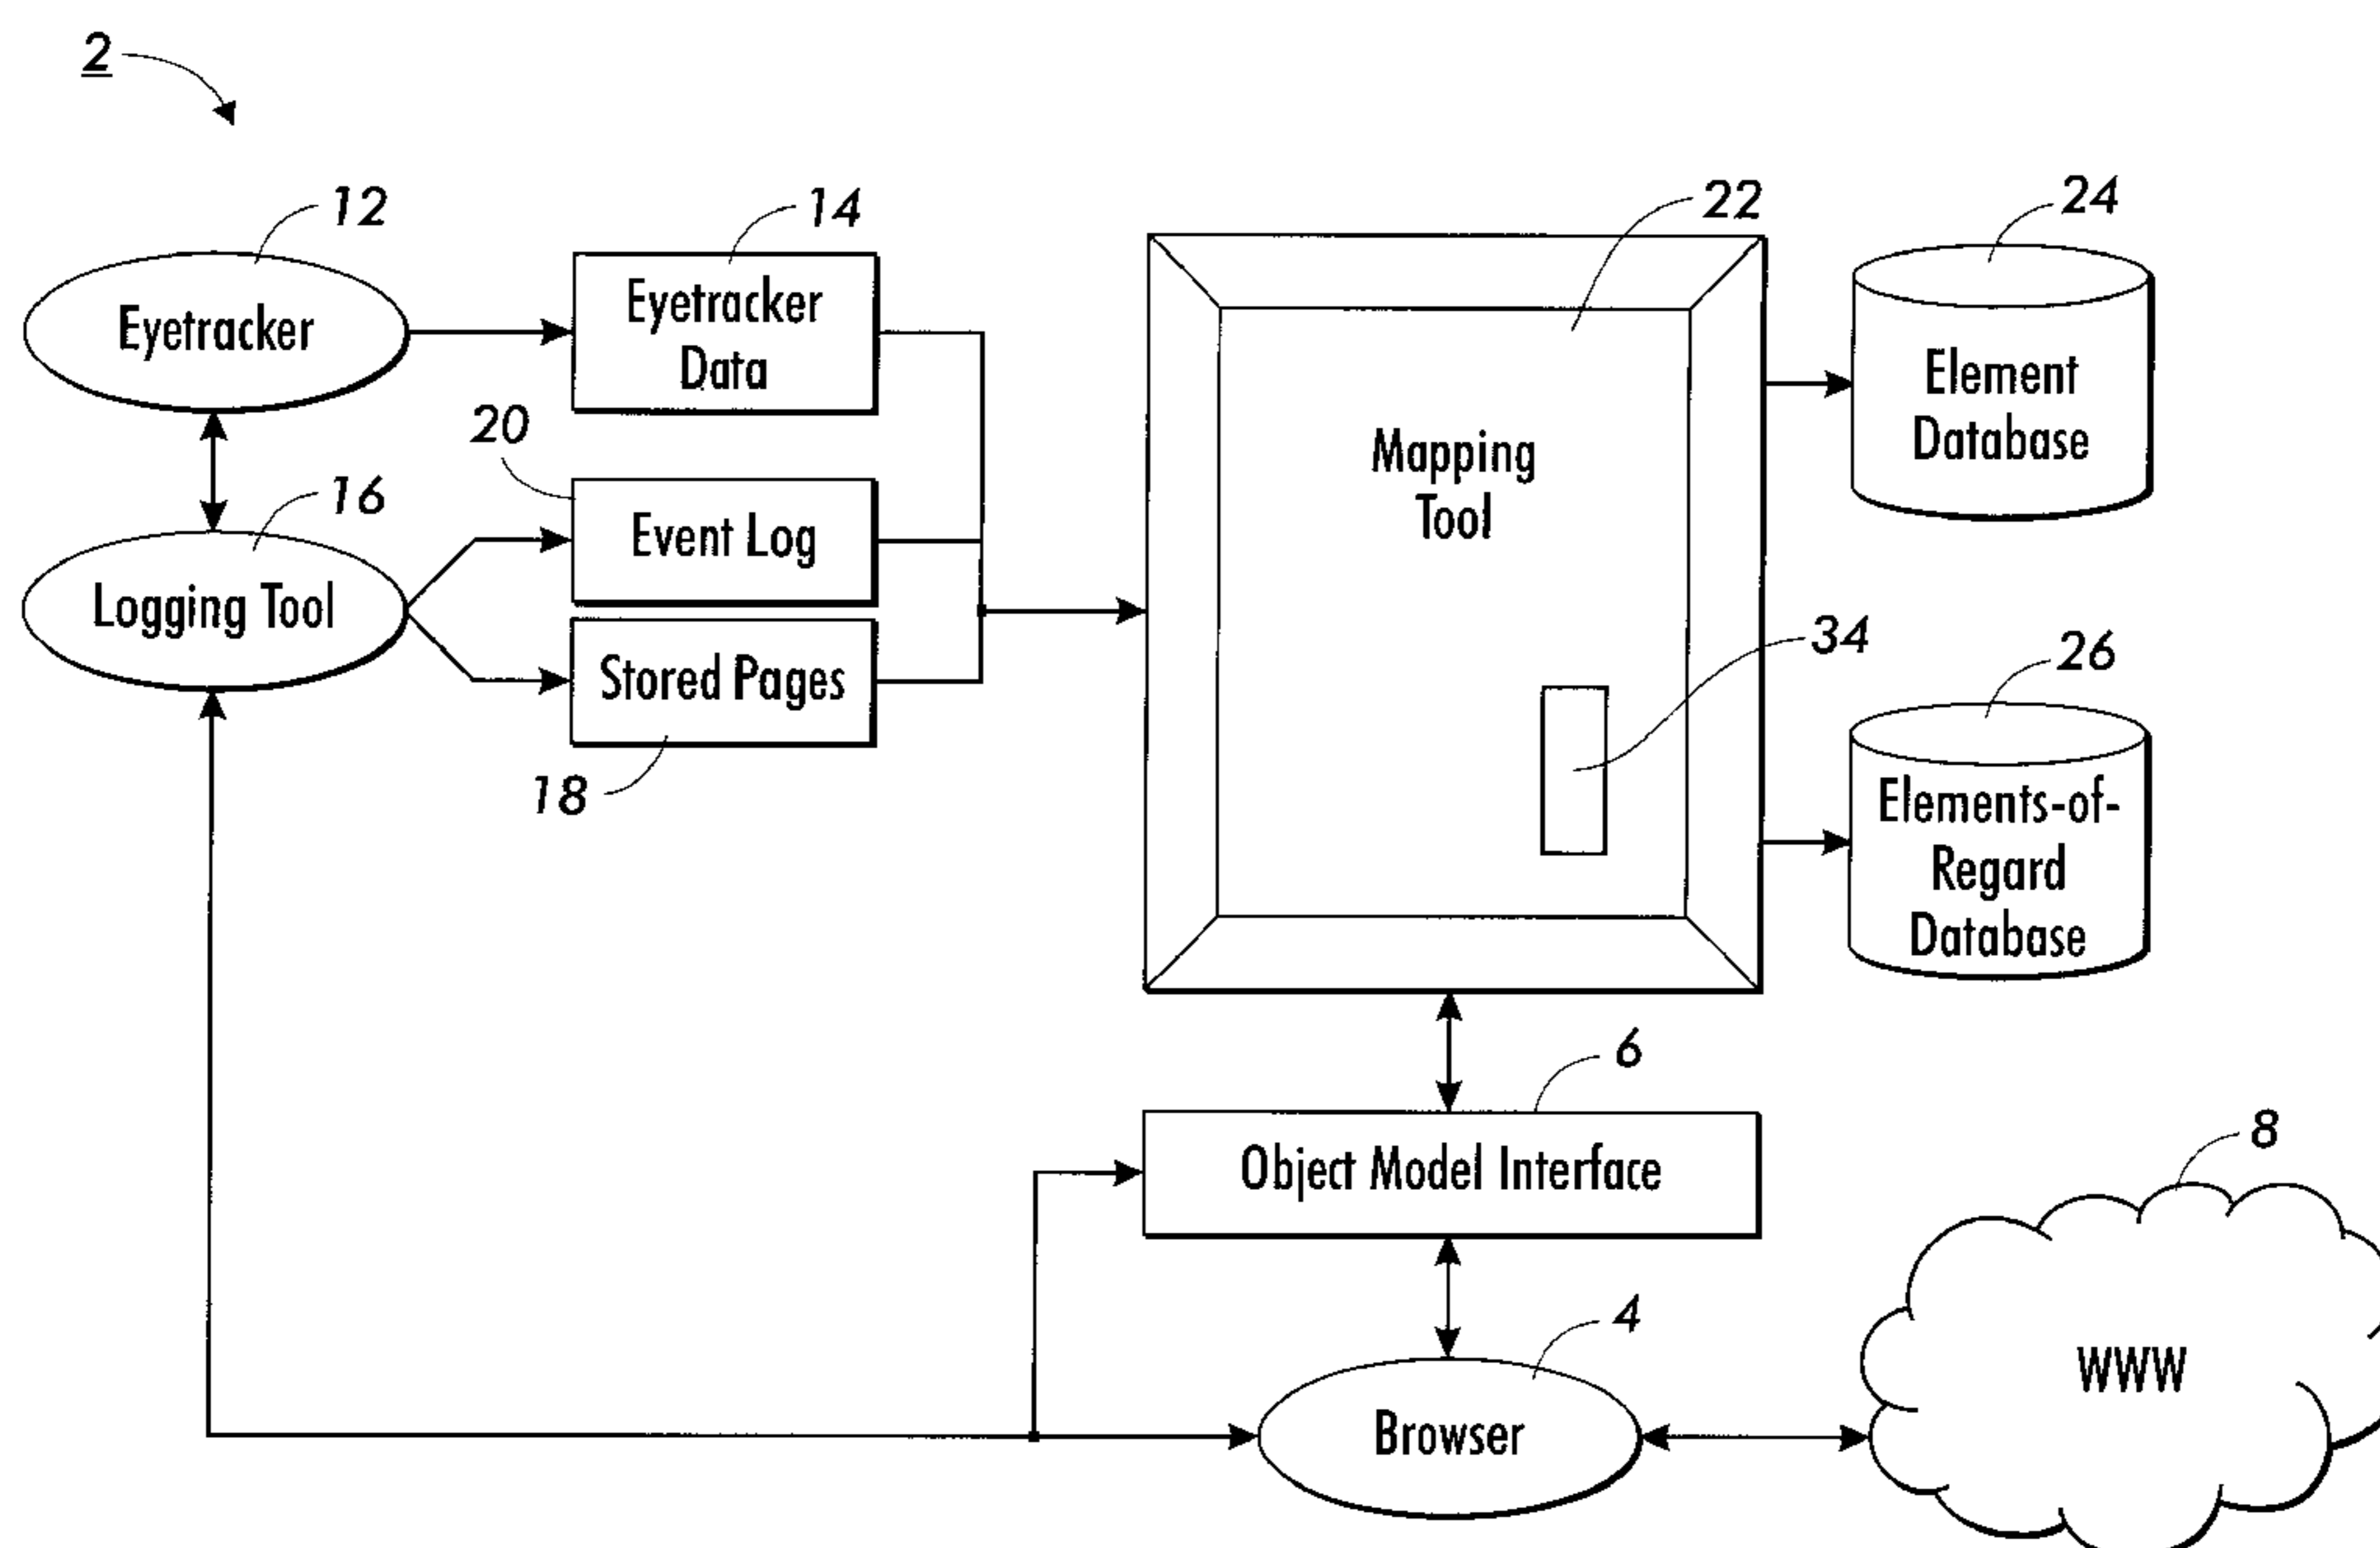 2
12
14
22
24
Eyetracker
Eyetracker
Data
Element
Database
20
Mapping
Tool
16
Event Log
Logging Tool
Stored Pages
34
26
18
Elements-of-
Regard
Database
6
Object Model Interface
8
4
WWW
Browser